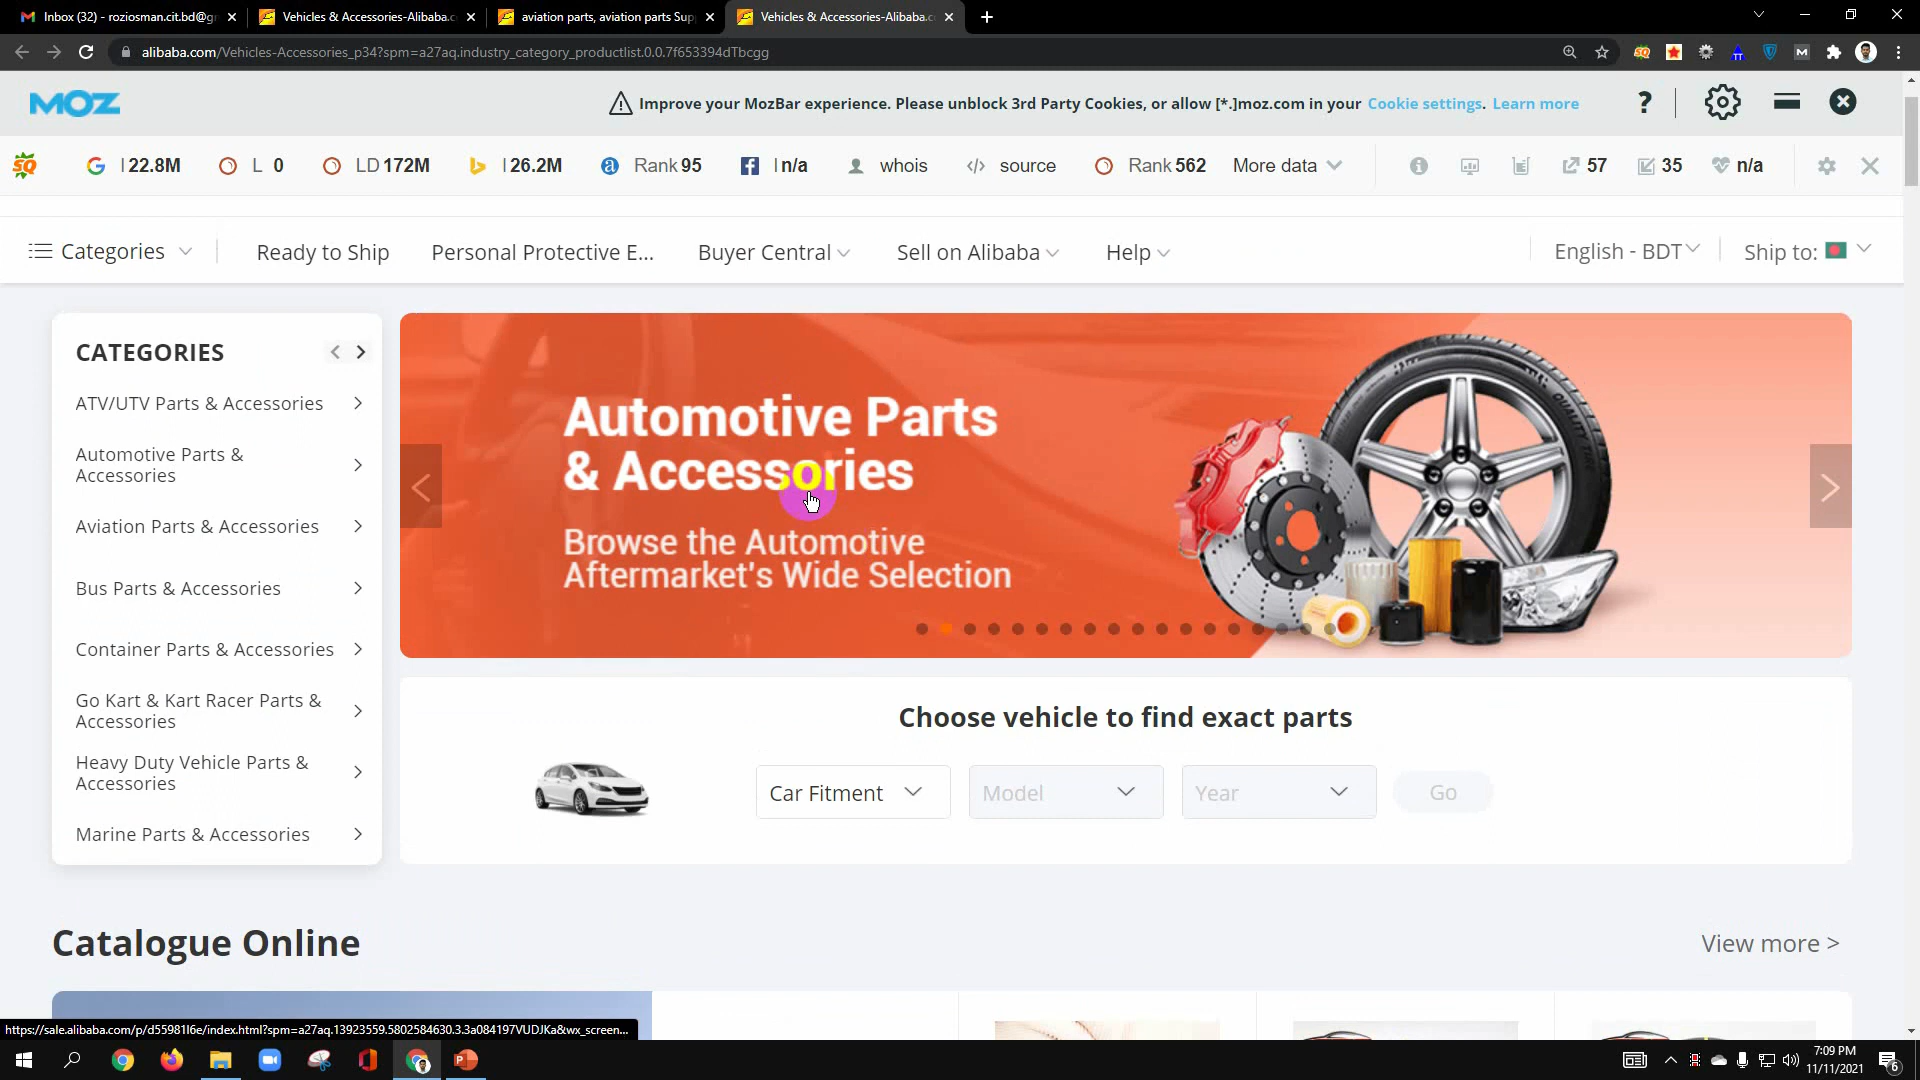 Inbox (32) - roziosman.cit.bd@g
Vehicles & Accessories-Alibaba.c
aviation parts, aviation parts Sup
Vehicles & Accessories-Alibaba.c
alibaba.com/Vehicles-Accessories_p34?spm=a27aq.industry_category_productlist.0.0.7f653394dTbcgg
MOZ
Improve your MozBar experience. Please unblock 3rd Party Cookies, or allow [*.]moz.com in your Cookie settings. Learn more
?
SQ
I 22.8M
L 0
LD 172M
I 26.2M
Rank 95
I n/a
whois
source
Rank 562
More data
57
35
n/a
Categories
Ready to Ship
Personal Protective E...
Buyer Central
Sell on Alibaba
Help
English - BDT
Ship to:
CATEGORIES
ATV/UTV Parts & Accessories
Automotive Parts &
Accessories
Aviation Parts & Accessories
Bus Parts & Accessories
Container Parts & Accessories
Go Kart & Kart Racer Parts &
Accessories
Heavy Duty Vehicle Parts &
Accessories
Marine Parts & Accessories
Automotive Parts
& Accessories
Browse the Automotive
Aftermarket's Wide Selection
Choose vehicle to find exact parts
Car Fitment
Model
Year
Go
Catalogue Online
View more >
https://sale.alibaba.com/p/d55981l6e/index.html?spm=a27aq.13923559.5802584630.3.3a084197VUDJKa&wx_screen...
7:09 PM
11/11/2021
6